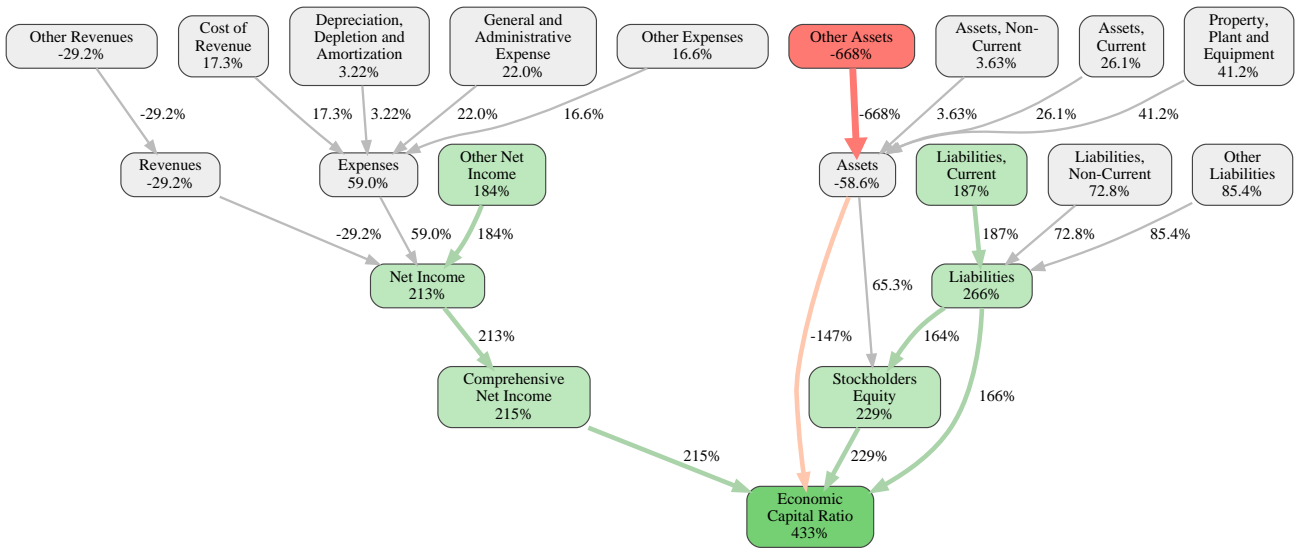 Other Revenues
-29.2%
Cost of
Revenue
17.3%
Depreciation,
Depletion and
Amortization
3.22%
General and
Administrative
Expense
22.0%
Other Expenses
16.6%
Other Assets
-668%
Assets, Non-
Current
3.63%
Assets,
Current
26.1%
Property,
Plant and
Equipment
41.2%
-29.2%
17.3%
3.22%
22.0%
16.6%
-668%
3.63%
26.1%
41.2%
Revenues
-29.2%
Expenses
59.0%
Other Net
Income
184%
Assets
-58.6%
Liabilities,
Current
187%
Liabilities,
Non-Current
72.8%
Other
Liabilities
85.4%
-29.2%
59.0%
184%
187%
72.8%
85.4%
Net Income
213%
65.3%
Liabilities
266%
213%
-147%
164%
Comprehensive
Net Income
215%
Stockholders
Equity
229%
166%
215%
229%
Economic
Capital Ratio
433%